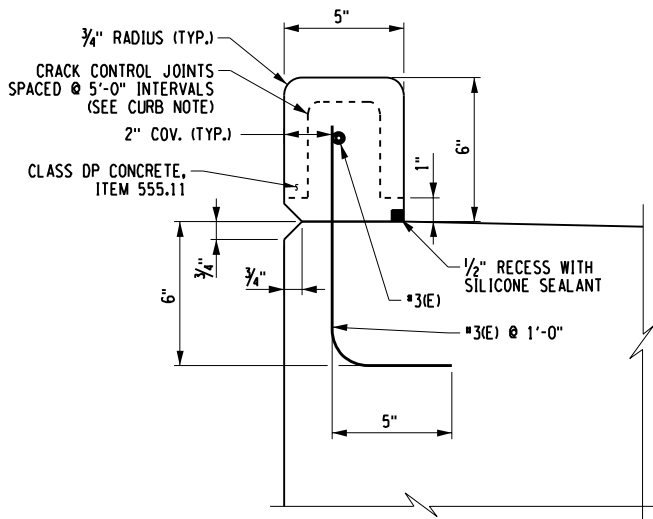 5"
¾" RADIUS (TYP.)
CRACK CONTROL JOINTS
SPACED @ 5'-0" INTERVALS
(SEE CURB NOTE)
2" COV. (TYP.)
6"
1"
CLASS DP CONCRETE,
ITEM 555.11
¾"
¾"
6"
½" RECESS WITH
SILICONE SEALANT
#3(E)
#3(E) @ 1'-0"
5"